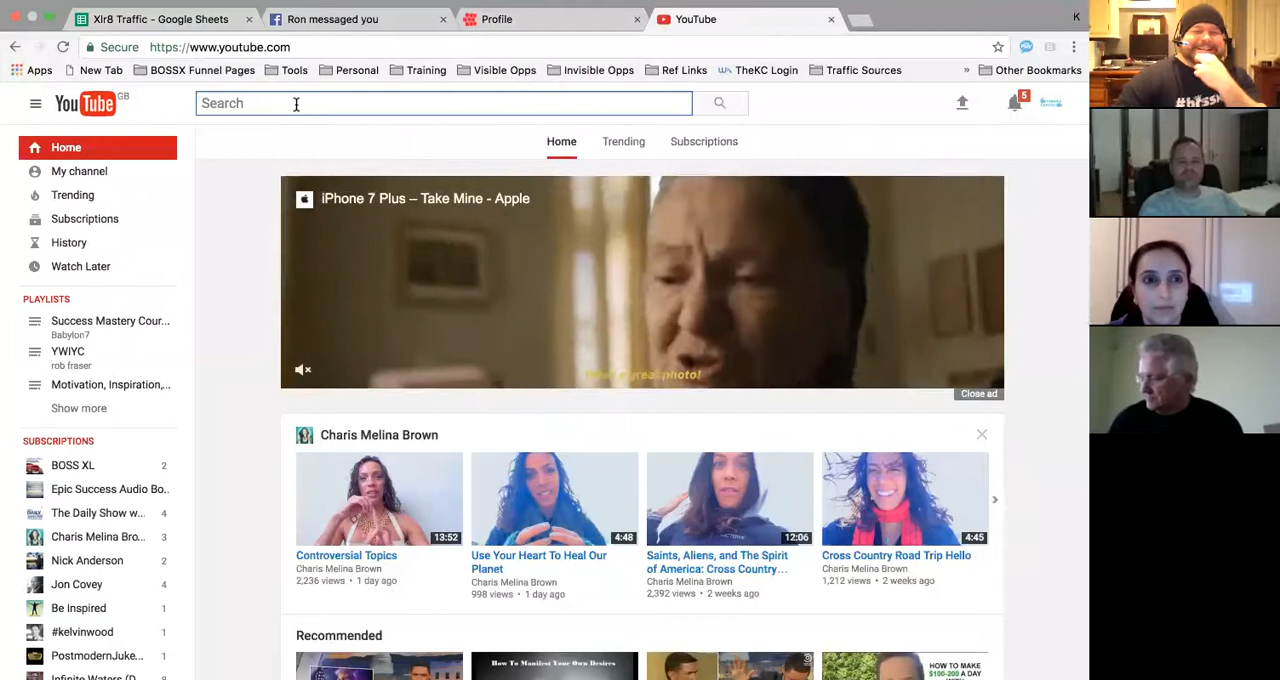 Xlr8 Traffic - Google Sheets
Ron messaged you
Profile
YouTube
K
Secure https://www.youtube.com
Apps New Tab BOSSX Funnel Pages Tools Personal Training Visible Opps Invisible Opps Ref Links TheKC Login Traffic Sources » Other Bookmarks
YouTube GB
Search
5
Home
My channel
Trending
Subscriptions
History
Watch Later
PLAYLISTS
Success Mastery Cour...
Babylon7
YWIYC
rob fraser
Motivation, Inspiration,...
Show more
SUBSCRIPTIONS
BOSS XL 2
Epic Success Audio Bo..
The Daily Show w... 4
Charis Melina Bro... 3
Nick Anderson 2
Jon Covey 4
Be Inspired 1
#kelvinwood 1
PostmodernJuke... 1
Infinite Waters (D
Home Trending Subscriptions
iPhone 7 Plus – Take Mine - Apple
great photo!
Close ad
Charis Melina Brown
13:52
4:48
12:06
4:45
Controversial Topics
Charis Melina Brown
2,236 views • 1 day ago
Use Your Heart To Heal Our
Planet
Charis Melina Brown
998 views • 1 day ago
Saints, Aliens, and The Spirit
of America: Cross Country...
Charis Melina Brown
2,392 views • 2 weeks ago
Cross Country Road Trip Hello
Charis Melina Brown
1,212 views • 2 weeks ago
Recommended
How To Manifest Your Own Desires
HOW TO MAKE
$100-200 A DAY